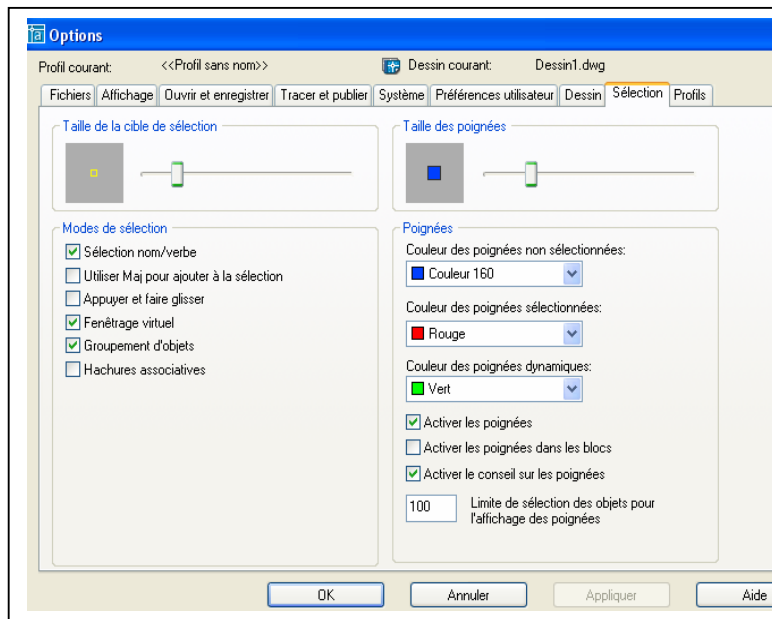 Options
Profil courant: <<Profil sans nom>> Dessin courant: Dessin1.dwg
Fichiers Affichage Ouvrir et enregistrer Tracer et publier Système Préférences utilisateur Dessin Sélection Profils
Taille de la cible de sélection
Taille des poignées
Modes de sélection
Sélection nom/verbe
Utiliser Maj pour ajouter à la sélection
Appuyer et faire glisser
Fenêtrage virtuel
Groupement d'objets
Hachures associatives
Poignées
Couleur des poignées non sélectionnées:
Couleur 160
Couleur des poignées sélectionnées:
Rouge
Couleur des poignées dynamiques:
Vert
Activer les poignées
Activer les poignées dans les blocs
Activer le conseil sur les poignées
100 Limite de sélection des objets pour
l'affichage des poignées
OK Annuler Appliquer Aide